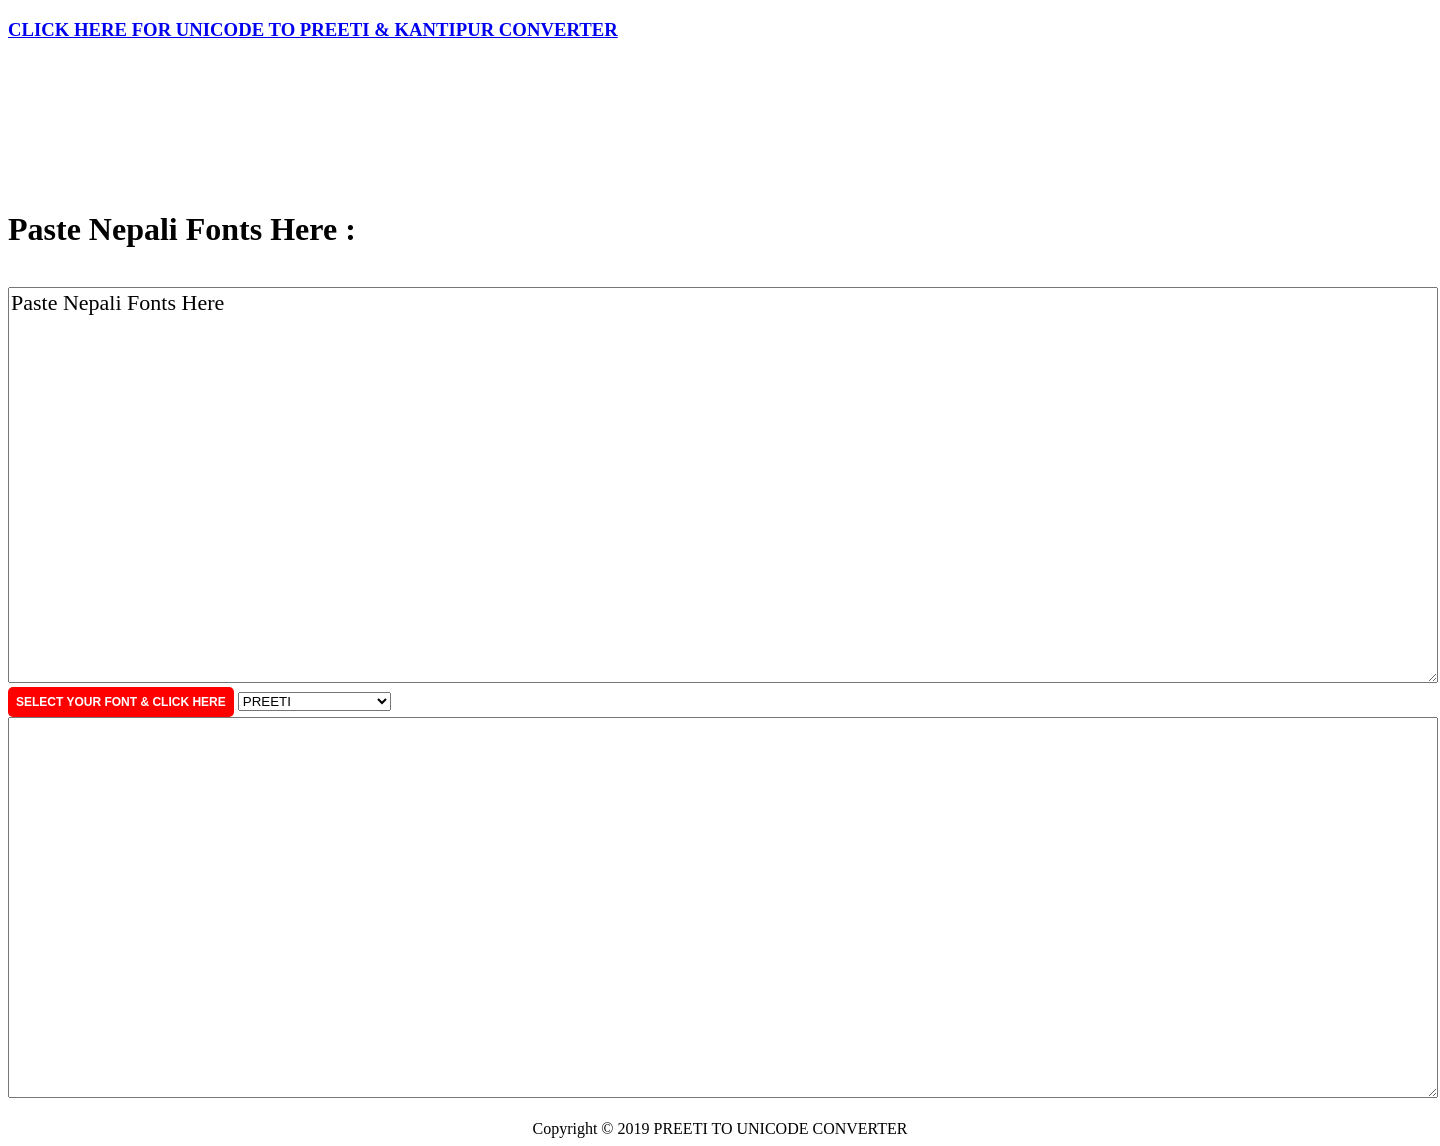 CLICK HERE FOR UNICODE TO PREETI & KANTIPUR CONVERTER
Paste Nepali Fonts Here :
Paste Nepali Fonts Here
SELECT YOUR FONT & CLICK HERE PREETI
Copyright © 2019 PREETI TO UNICODE CONVERTER